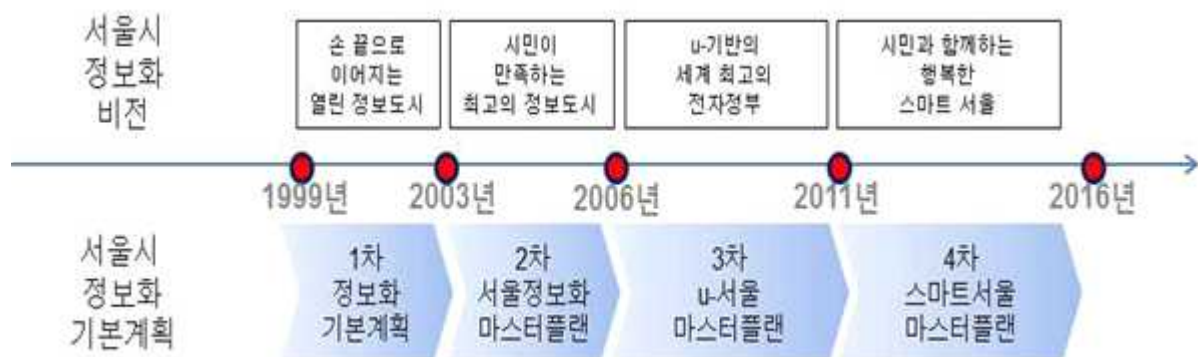 서울시
정보화
비전
손 끝으로
이어지는
열린 정보도시
시민이
만족하는
최고의 정보도시
u-기반의
세계 최고의
전자정부
시민과 함께하는
행복한
스마트 서울
1999년
2003년
2006년
2011년
2016년
서울시
정보화
기본계획
1차
정보화
기본계획
2차
서울정보화
마스터플랜
3차
u-서울
마스터플랜
4차
스마트서울
마스터플랜